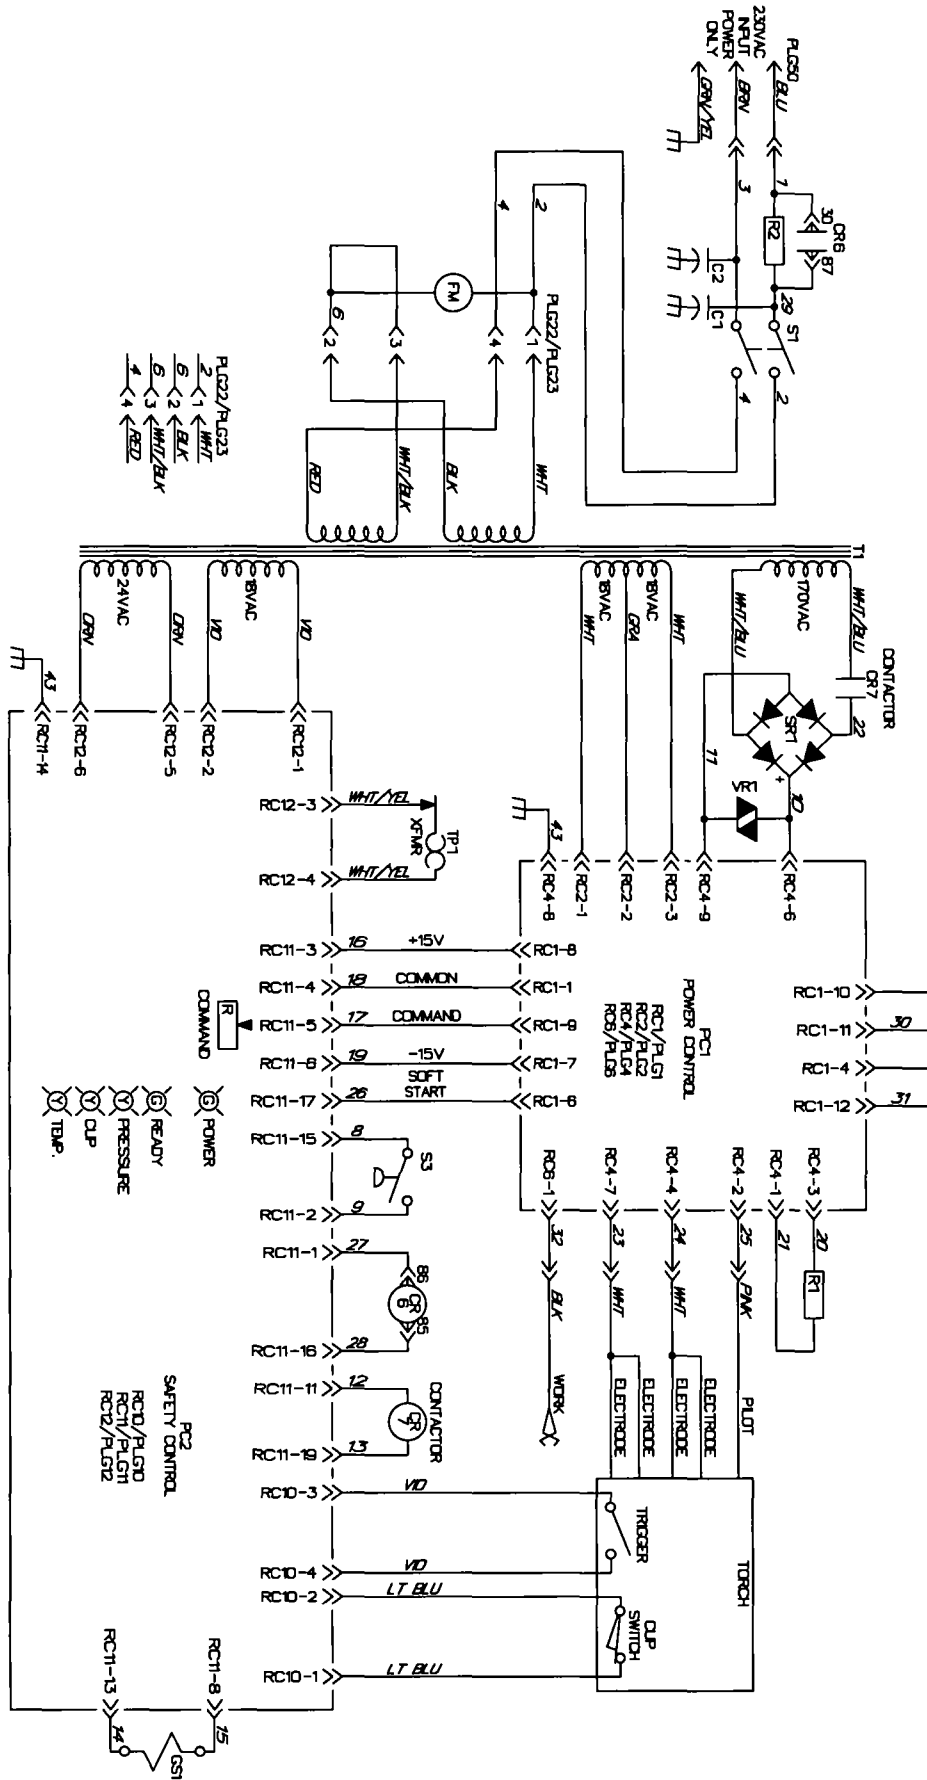 PLG50
230VAC
INPUT
POWER
ONLY
BLU
BRN
GRN/YEL
1
3
30
CR6
87
R2
29
C2
C1
S1
2
4
4
2
FM
PLG22/PLG23
6
2
3
4
1
RED
WHT/BLK
BLK
WHT
PLG22/PLG23
2 1 WHT
6 2 BLK
6 3 WHT/BLK
4 4 RED
T1
24VAC
18VAC
18VAC
18VAC
170VAC
ORN
ORN
VIO
VIO
WHT
GRA
WHT
WHT/BLU
WHT/BLU
CONTACTOR
CR7
22
SR1
+
10
11
VR1
43
RC11-14
RC12-6
RC12-5
RC12-2
RC12-1
43
RC4-8
RC2-1
RC2-2
RC2-3
RC4-9
RC4-6
RC12-3
WHT/YEL
TP1
XFMR
RC12-4
WHT/YEL
RC11-3 16 +15V RC1-8
RC11-4 18 COMMON RC1-1
RC11-5 17 COMMAND RC1-9
RC11-6 19 -15V RC1-7
RC11-17 26 SOFT
START RC1-6
R
COMMAND
PC1
POWER CONTROL
RC1/PLG1
RC2/PLG2
RC4/PLG4
RC6/PLG6
RC1-10
RC1-11 30
RC1-4
RC1-12 31
G POWER
G READY
Y PRESSURE
Y CUP
Y TEMP.
RC11-15 8
S3
RC11-2 9
RC11-1 27
86
CR
6
85
RC11-16 28
RC11-11 12
CONTACTOR
CR
7
RC11-19 13
RC6-1
RC4-7
RC4-4
RC4-2
RC4-1
RC4-3
32
23
24
25
21
20
R1
BLK
WHT
WHT
PINK
WORK
ELECTRODE
ELECTRODE
ELECTRODE
ELECTRODE
PILOT
PC2
SAFETY CONTROL
RC10/PLG10
RC11/PLG11
RC12/PLG12
RC10-3 VIO
TRIGGER
TORCH
RC10-4 VIO
RC10-2 LT BLU
CUP
SWITCH
RC10-1 LT BLU
RC11-13
RC11-8
14
15
GS1